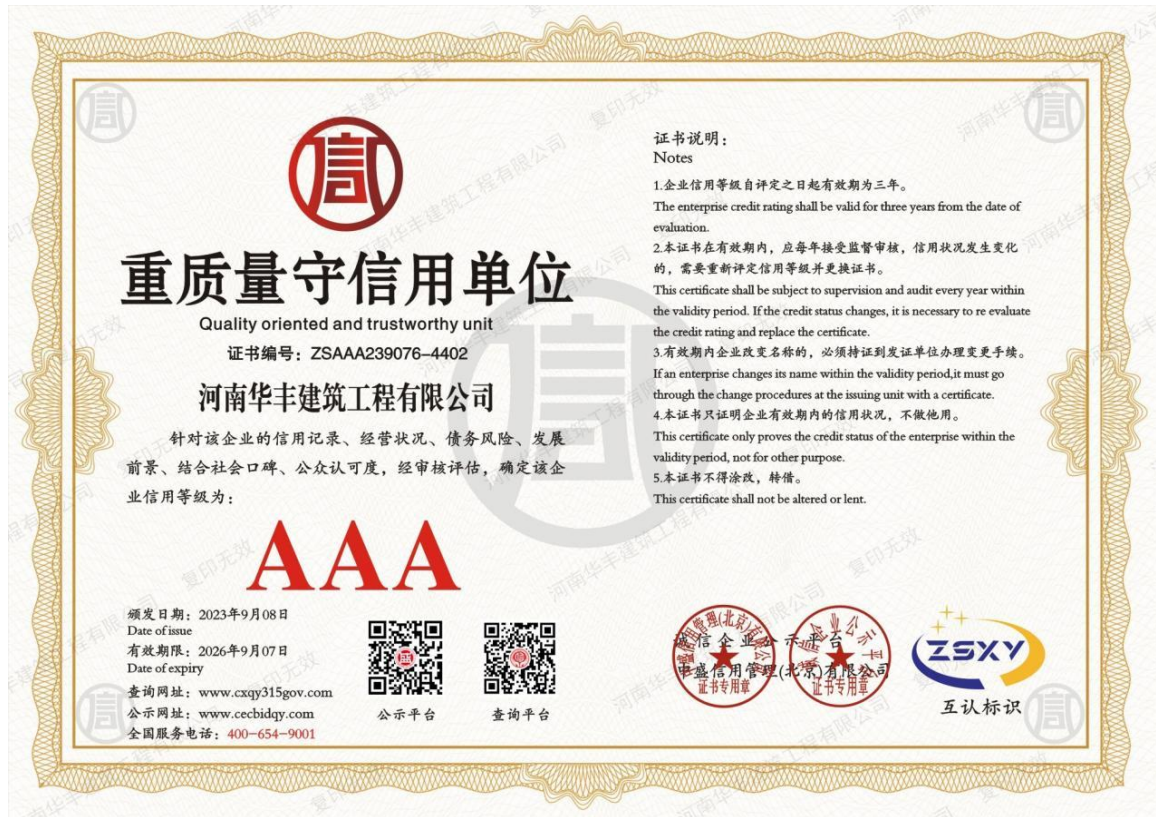 信
重质量守信用单位
Quality oriented and trustworthy unit
证书编号：ZSAAA239076-4402
河南华丰建筑工程有限公司
针对该企业的信用记录、经营状况、债务风险、发展
前景、结合社会口碑、公众认可度，经审核评估，确定该企
业信用等级为：
AAA
颁发日期：2023年9月08日
Date of issue
有效期限：2026年9月07日
Date of expiry
查询网址：www.cxqy315gov.com
公示网址：www.cecbidqy.com
全国服务电话：400-654-9001
公示平台
查询平台
证书说明：
Notes
1.企业信用等级自评定之日起有效期为三年。
The enterprise credit rating shall be valid for three years from the date of
evaluation.
2.本证书在有效期内，应每年接受监督审核，信用状况发生变化
的，需要重新评定信用等级并更换证书。
This certificate shall be subject to supervision and audit every year within
the validity period. If the credit status changes, it is necessary to re evaluate
the credit rating and replace the certificate.
3.有效期内企业改变名称的，必须持证到发证单位办理变更手续。
If an enterprise changes its name within the validity period,it must go
through the change procedures at the issuing unit with a certificate.
4.本证书只证明企业有效期内的信用状况，不做他用。
This certificate only proves the credit status of the enterprise within the
validity period, not for other purpose.
5.本证书不得涂改，转借。
This certificate shall not be altered or lent.
诚信企业公示平台
中盛信用管理(北京)有限公司
证书专用章
证书专用章
ZSXY
互认标识
河南华丰建筑工程有限公司
复印无效